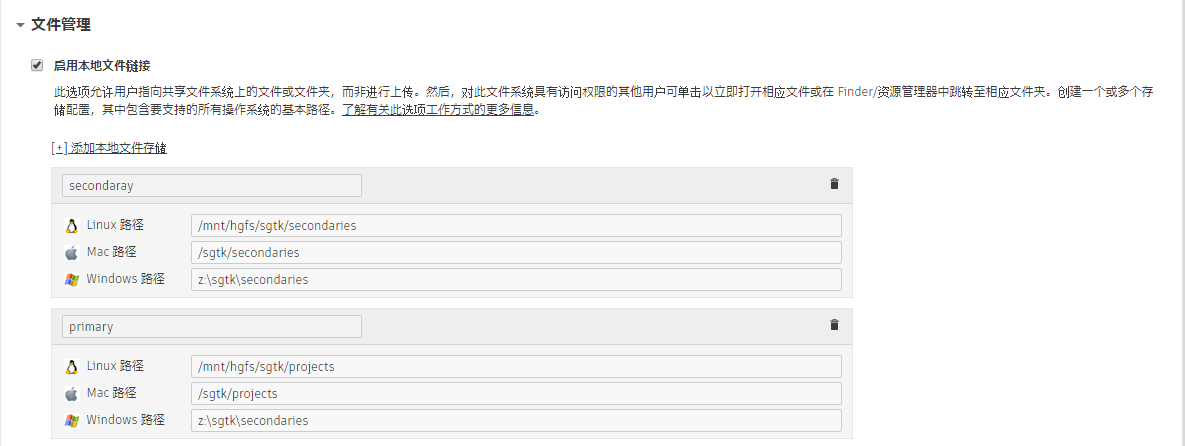 文件管理
启用本地文件链接
此选项允许用户指向共享文件系统上的文件或文件夹，而非进行上传。然后，对此文件系统具有访问权限的其他用户可单击以立即打开相应文件或在 Finder/资源管理器中跳转至相应文件夹。创建一个或多个存
储配置，其中包含要支持的所有操作系统的基本路径。了解有关此选项工作方式的更多信息。
[+] 添加本地文件存储
secondaray
Linux 路径 /mnt/hgfs/sgtk/secondaries
Mac 路径 /sgtk/secondaries
Windows 路径 z:\sgtk\secondaries
primary
Linux 路径 /mnt/hgfs/sgtk/projects
Mac 路径 /sgtk/projects
Windows 路径 z:\sgtk\secondaries